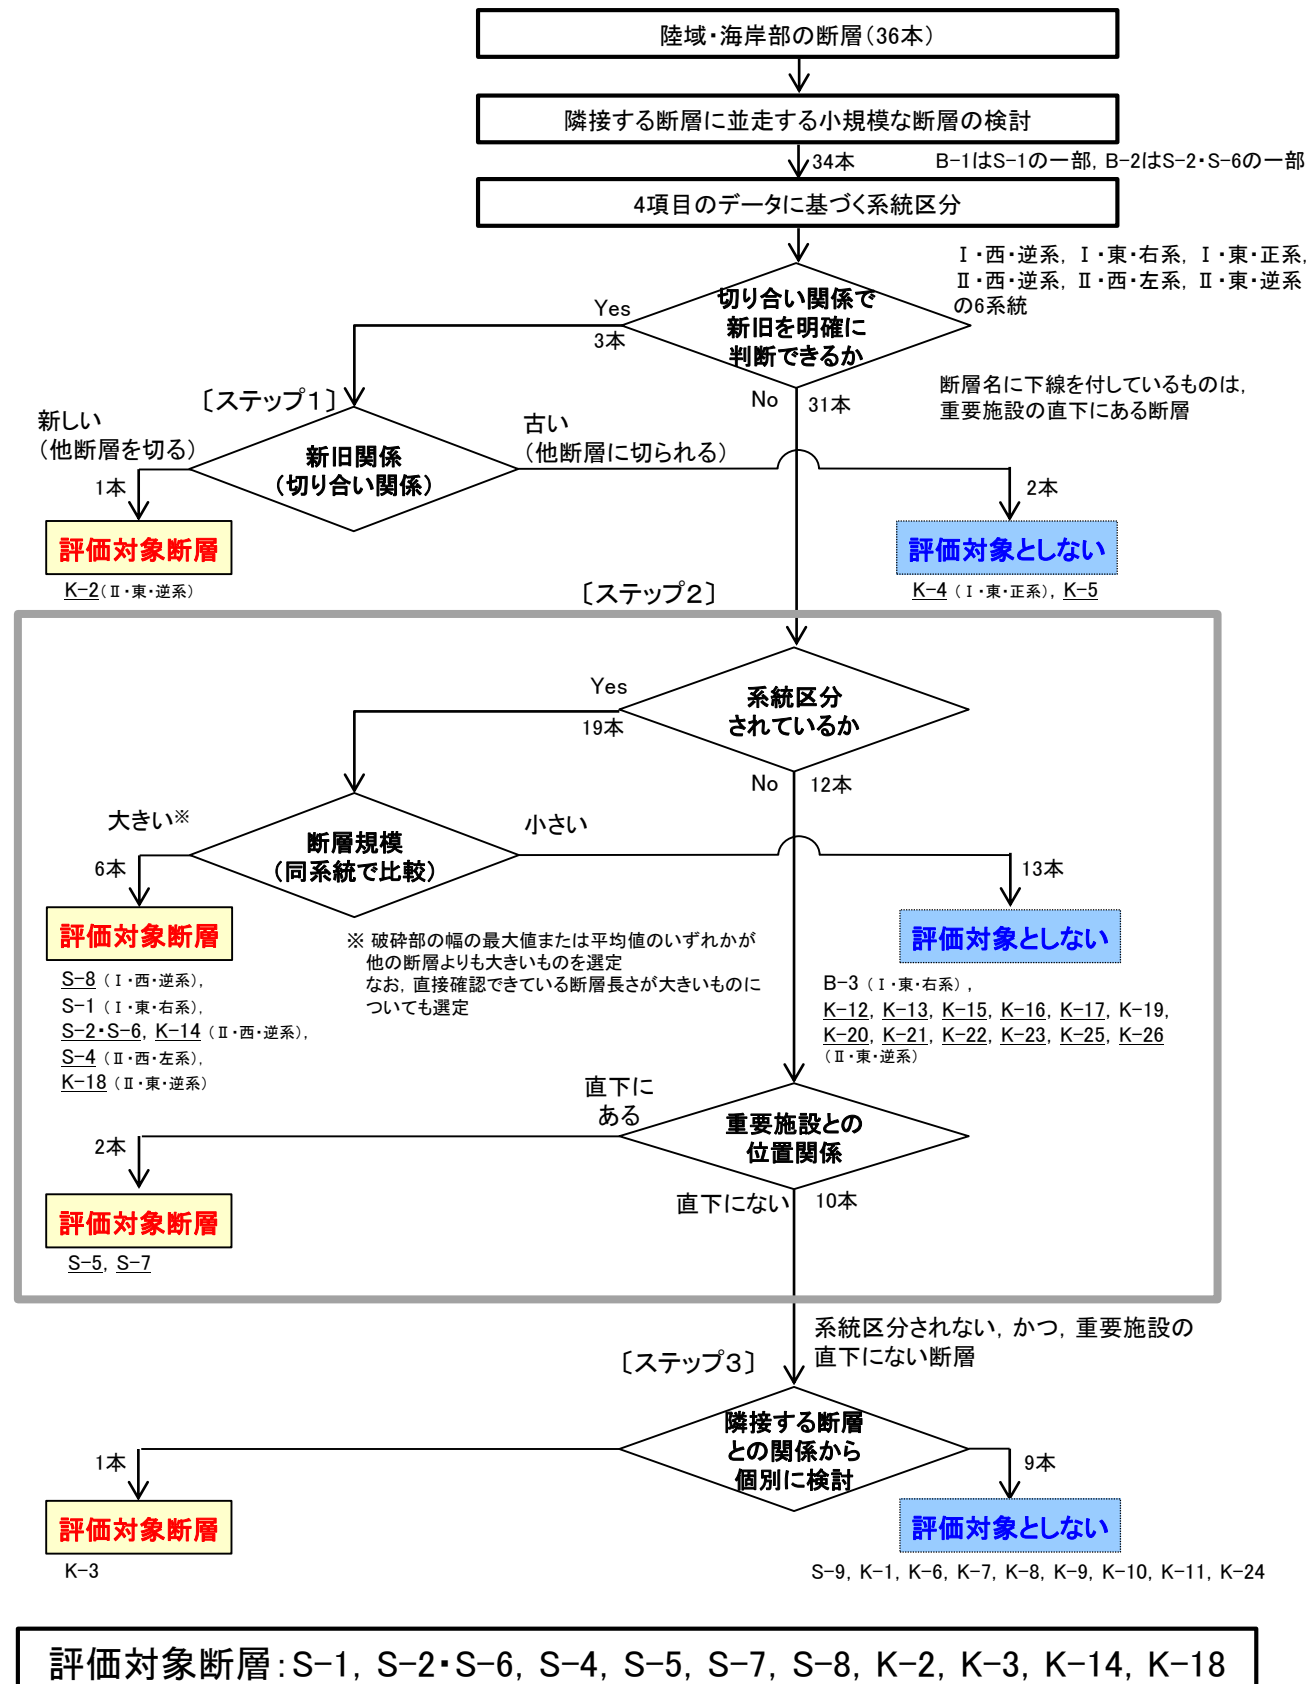 陸域・海岸部の断層（36本）
隣接する断層に並走する小規模な断層の検討
34本
B-1はS-1の一部，B-2はS-2・S-6の一部
4項目のデータに基づく系統区分
Ⅰ・西・逆系，Ⅰ・東・右系，Ⅰ・東・正系，
Ⅱ・西・逆系，Ⅱ・西・左系，Ⅱ・東・逆系
の6系統
切り合い関係で
新旧を明確に
判断できるか
Yes
3本
No
31本
断層名に下線を付しているものは，
重要施設の直下にある断層
〔ステップ１〕
新しい
（他断層を切る）
1本
新旧関係
（切り合い関係）
古い
（他断層に切られる）
2本
評価対象断層
K-2（Ⅱ・東・逆系）
評価対象としない
K-4（Ⅰ・東・正系），K-5
〔ステップ２〕
系統区分
されているか
Yes
19本
No
12本
大きい※
6本
断層規模
（同系統で比較）
小さい
13本
評価対象断層
S-8（Ⅰ・西・逆系），
S-1（Ⅰ・東・右系），
S-2・S-6，K-14（Ⅱ・西・逆系），
S-4（Ⅱ・西・左系），
K-18（Ⅱ・東・逆系）
※ 破砕部の幅の最大値または平均値のいずれかが
他の断層よりも大きいものを選定
なお，直接確認できている断層長さが大きいものに
ついても選定
評価対象としない
B-3（Ⅰ・東・右系），
K-12，K-13，K-15，K-16，K-17，K-19，
K-20，K-21，K-22，K-23，K-25，K-26
（Ⅱ・東・逆系）
重要施設との
位置関係
直下に
ある
2本
直下にない
10本
評価対象断層
S-5，S-7
系統区分されない，かつ，重要施設の
直下にない断層
〔ステップ３〕
隣接する断層
との関係から
個別に検討
1本
9本
評価対象断層
K-3
評価対象としない
S-9，K-1，K-6，K-7，K-8，K-9，K-10，K-11，K-24
評価対象断層：S-1，S-2・S-6，S-4，S-5，S-7，S-8，K-2，K-3，K-14，K-18